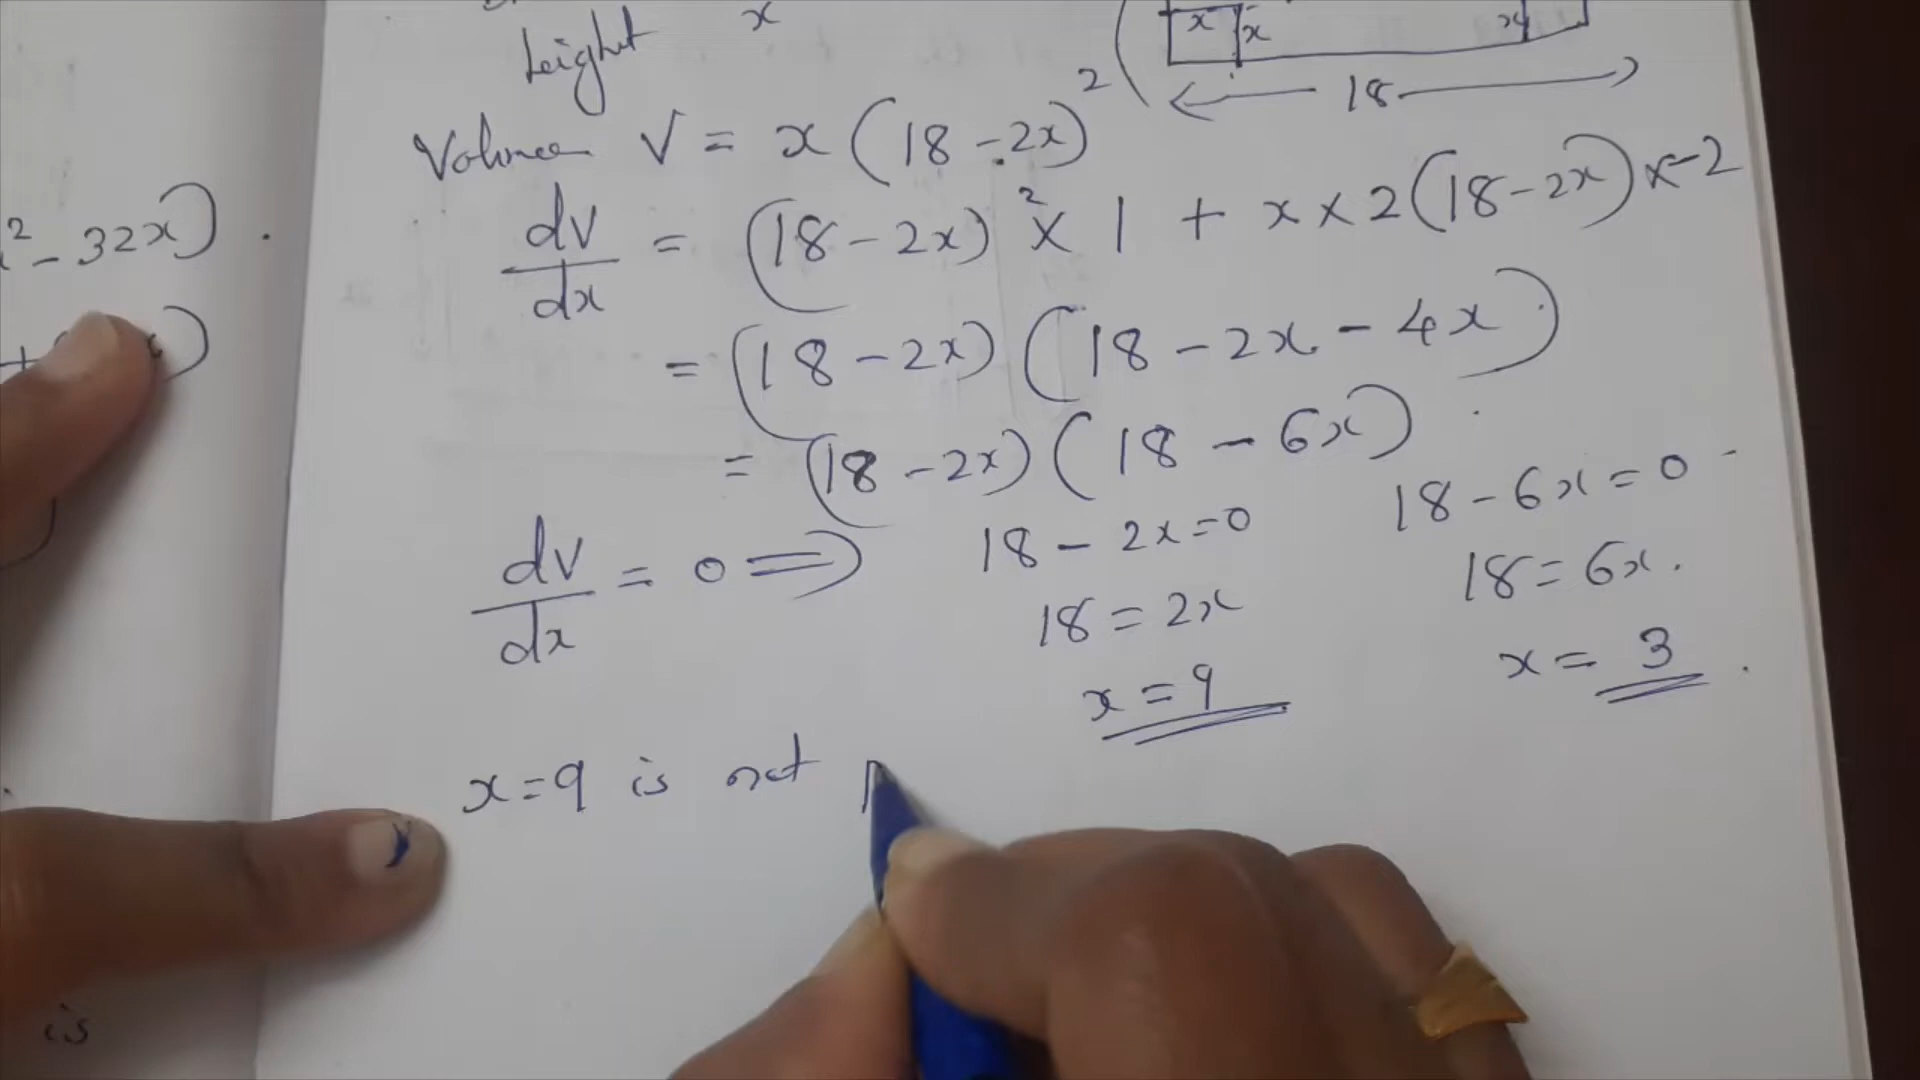 height x
x x x
18
Volume V = x (18 - 2x)²
dv/dx = (18 - 2x)² × 1 + x × 2(18 - 2x) × -2
= (18 - 2x) (18 - 2x - 4x)
= (18 - 2x) (18 - 6x)
dv/dx = 0 ⇒ 18 - 2x = 0 18 - 6x = 0
18 = 2x 18 = 6x.
x = 9 x = 3
x = 9 is not
² - 32x) .
is